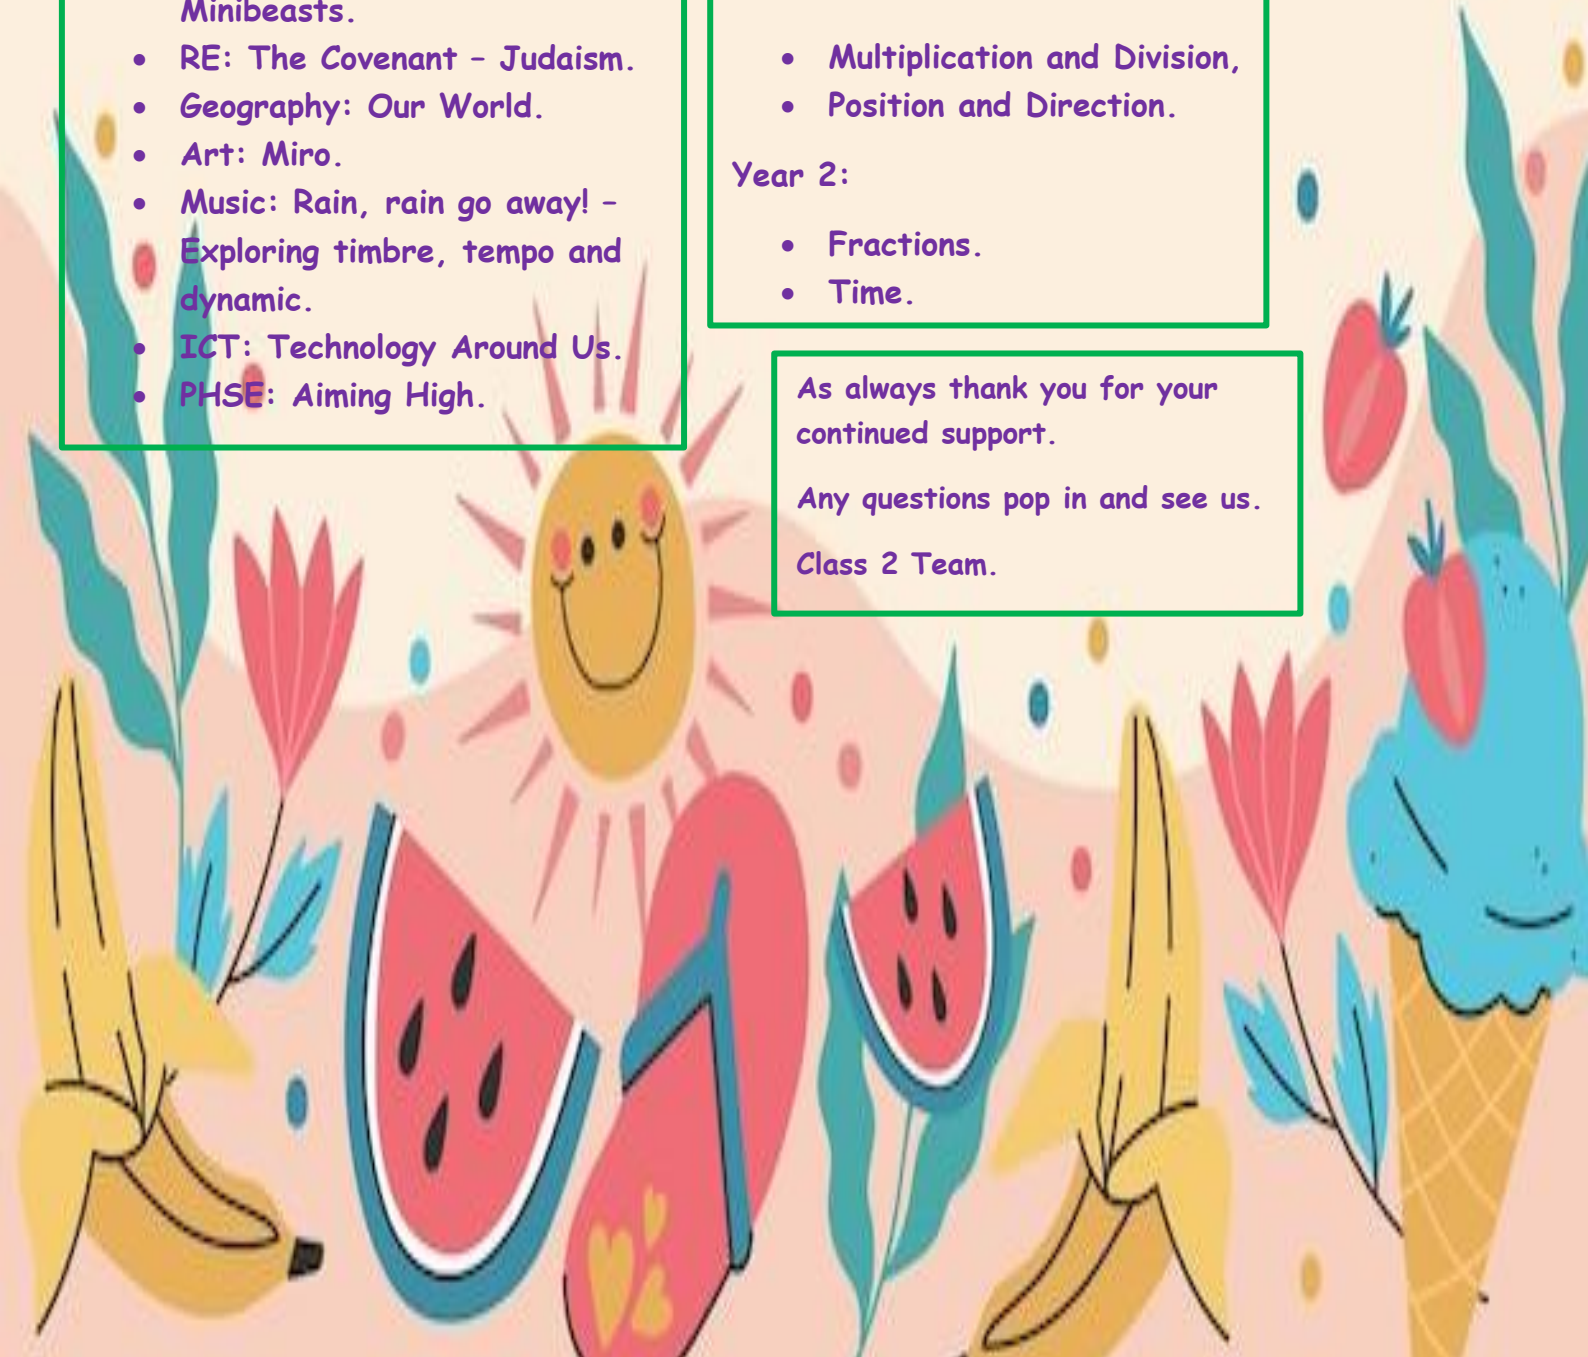 Minibeasts.
• RE: The Covenant – Judaism.
• Geography: Our World.
• Art: Miro.
• Music: Rain, rain go away! –
Exploring timbre, tempo and
dynamic.
• ICT: Technology Around Us.
• PHSE: Aiming High.
• Multiplication and Division,
• Position and Direction.
Year 2:
• Fractions.
• Time.
As always thank you for your
continued support.
Any questions pop in and see us.
Class 2 Team.